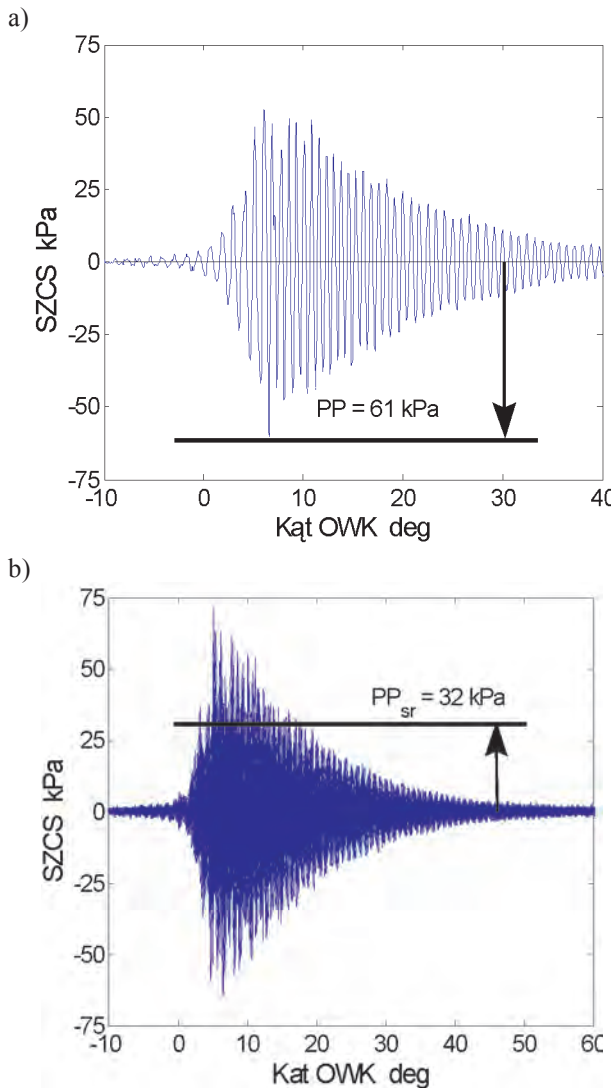 a)
75
50
25
0
-25
-50
-75
SZCS kPa
PP = 61 kPa
-10 0 10 20 30 40
Kąt OWK deg
b)
75
50
25
0
-25
-50
-75
SZCS kPa
PPsr = 32 kPa
-10 0 10 20 30 40 50 60
Kąt OWK deg